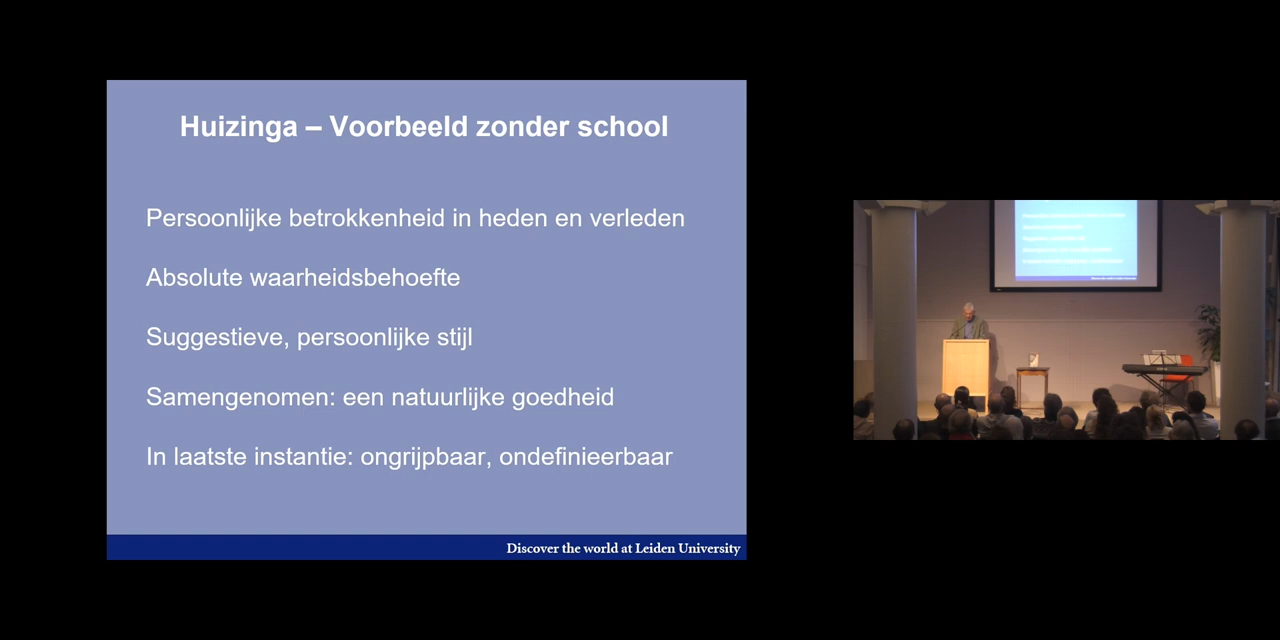 Huizinga – Voorbeeld zonder school
Persoonlijke betrokkenheid in heden en verleden
Absolute waarheidsbehoefte
Suggestieve, persoonlijke stijl
Samengenomen: een natuurlijke goedheid
In laatste instantie: ongrijpbaar, ondefinieerbaar
Discover the world at Leiden University